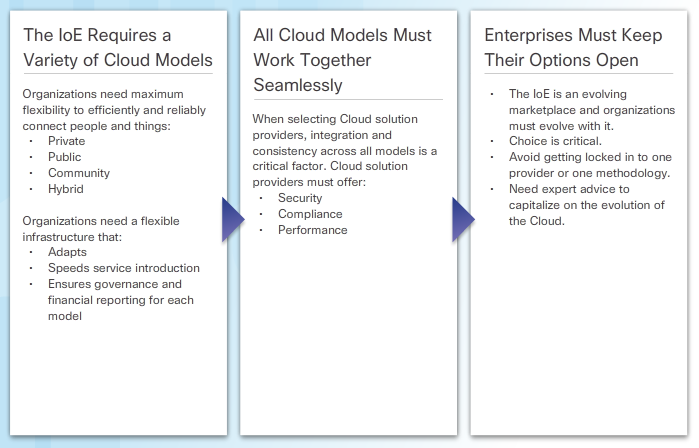 The IoE Requires a
Variety of Cloud Models
Organizations need maximum
flexibility to efficiently and reliably
connect people and things:
• Private
• Public
• Community
• Hybrid
Organizations need a flexible
infrastructure that:
• Adapts
• Speeds service introduction
• Ensures governance and
financial reporting for each
model
All Cloud Models Must
Work Together
Seamlessly
When selecting Cloud solution
providers, integration and
consistency across all models is a
critical factor. Cloud solution
providers must offer:
• Security
• Compliance
• Performance
Enterprises Must Keep
Their Options Open
• The IoE is an evolving
marketplace and organizations
must evolve with it.
• Choice is critical.
• Avoid getting locked in to one
provider or one methodology.
• Need expert advice to
capitalize on the evolution of
the Cloud.